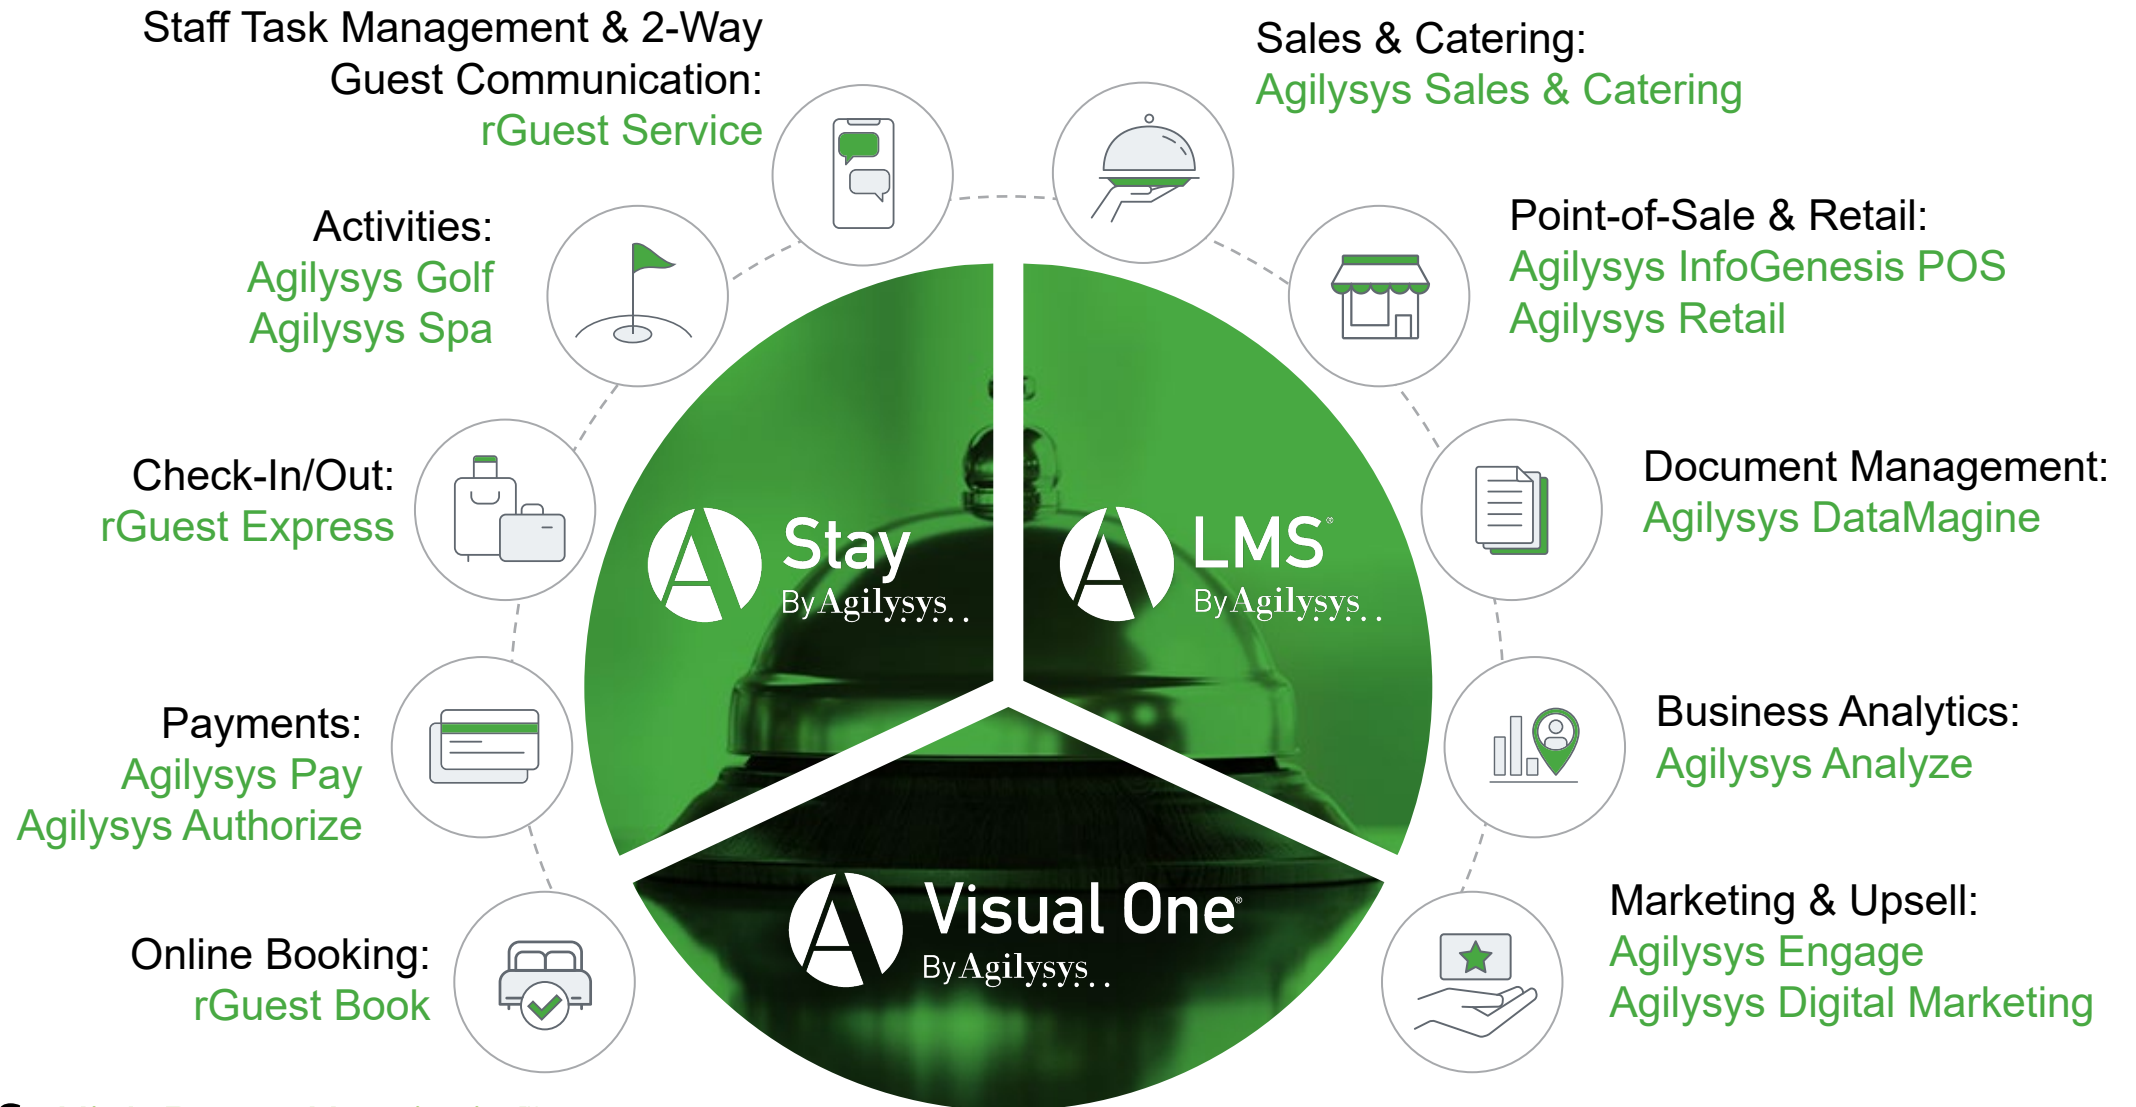 Staff Task Management & 2-Way
Guest Communication:
rGuest Service
Activities:
Agilysys Golf
Agilysys Spa
Check-In/Out:
rGuest Express
Payments:
Agilysys Pay
Agilysys Authorize
Online Booking:
rGuest Book
Sales & Catering:
Agilysys Sales & Catering
Point-of-Sale & Retail:
Agilysys InfoGenesis POS
Agilysys Retail
Document Management:
Agilysys DataMagine
Business Analytics:
Agilysys Analyze
Marketing & Upsell:
Agilysys Engage
Agilysys Digital Marketing
A Stay
By Agilysys
A LMS®
By Agilysys
A Visual One®
By Agilysys